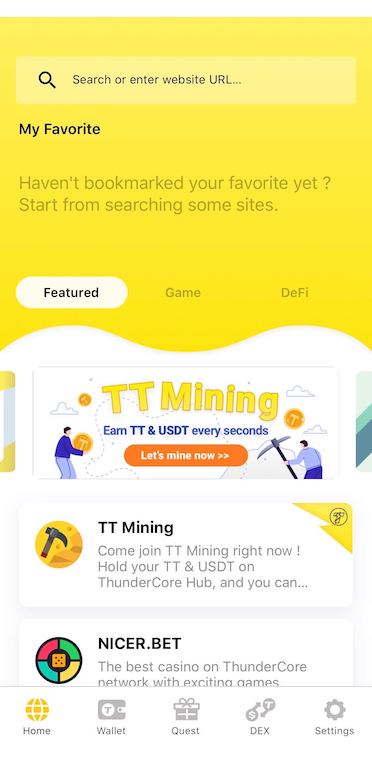 Search or enter website URL...
My Favorite
Haven't bookmarked your favorite yet ?
Start from searching some sites.
Featured
Game
DeFi
TT Mining
Earn TT & USDT every seconds
Let's mine now >>
TT Mining
Come join TT Mining right now !
Hold your TT & USDT on
ThunderCore Hub, and you can...
NICER.BET
The best casino on ThunderCore
network with exciting games
Home
Wallet
Quest
DEX
Settings